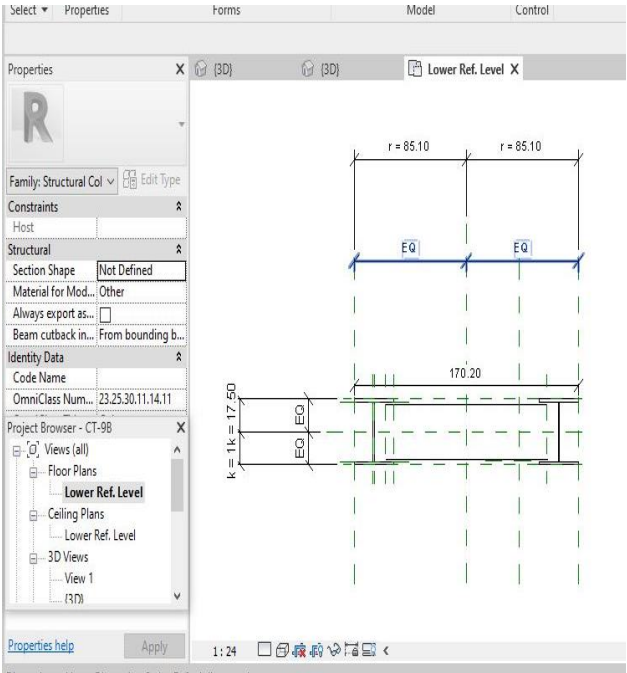 Select ▾ Properties Forms Model Control
Properties X {3D} {3D} Lower Ref. Level X
R
Family: Structural Col Edit Type
Constraints
Host
Structural
Section Shape Not Defined
Material for Mod... Other
Always export as...
Beam cutback in... From bounding b...
Identity Data
Code Name
OmniClass Num... 23.25.30.11.14.11
Project Browser - CT-9B X
Views (all)
Floor Plans
Lower Ref. Level
Ceiling Plans
Lower Ref. Level
3D Views
View 1
{3D}
Properties help Apply
r = 85.10 r = 85.10
EQ EQ
170.20
k = 1k = 17.50
EQ EQ
1 : 24